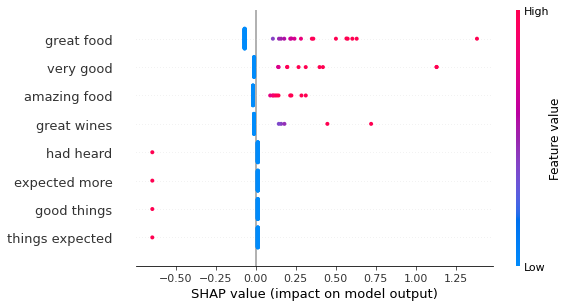 High
great food
very good
amazing food
great wines
had heard
expected more
good things
things expected
Feature value
Low
−0.50 −0.25 0.00 0.25 0.50 0.75 1.00 1.25
SHAP value (impact on model output)